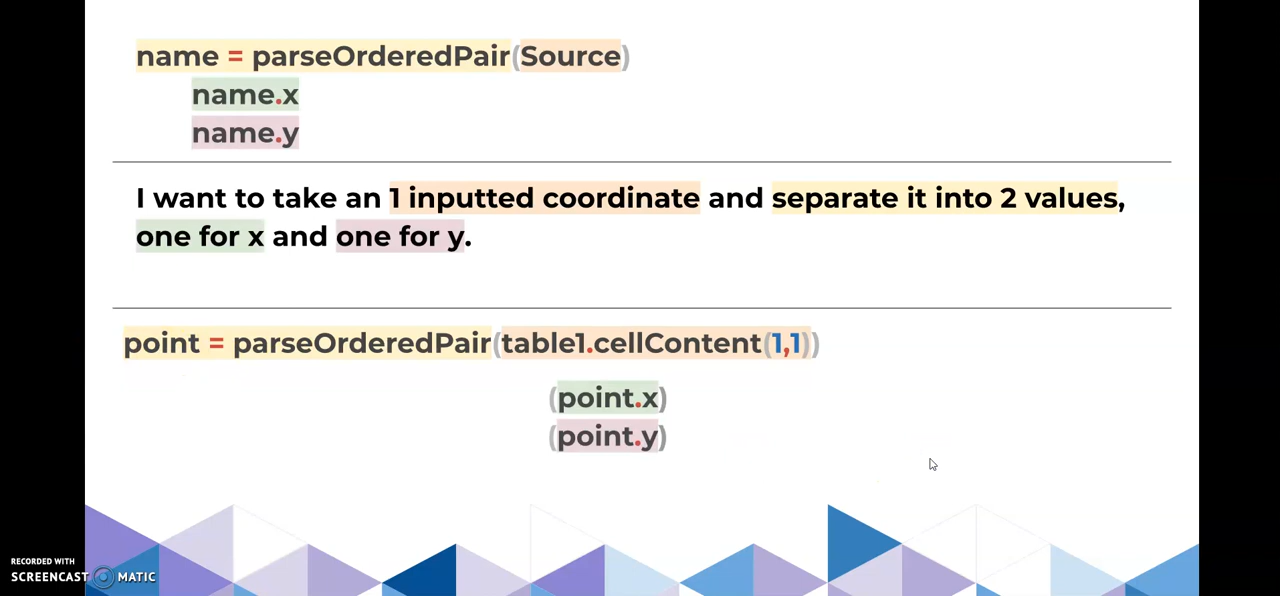 name = parseOrderedPair(Source)
name.x
name.y
I want to take an 1 inputted coordinate and separate it into 2 values,
one for x and one for y.
point = parseOrderedPair(table1.cellContent(1,1))
(point.x)
(point.y)
RECORDED WITH
SCREENCAST MATIC